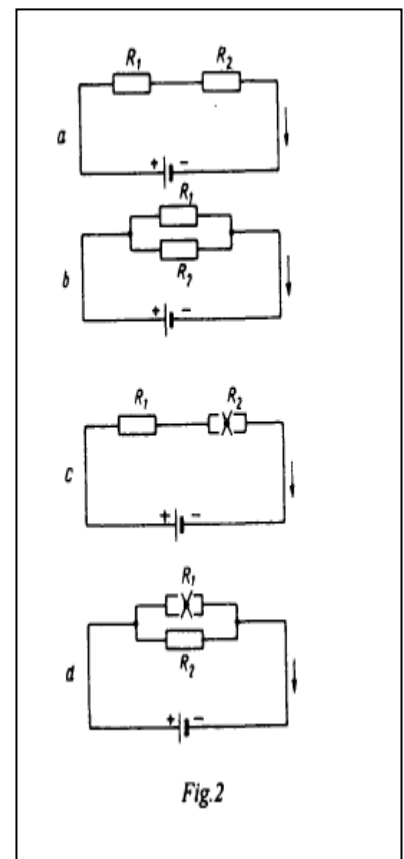 R₁ R₂
a
+ −
R₁
R₂
b
+ −
R₁ R₂
c
+ −
R₁
R₂
d
+ −
Fig.2